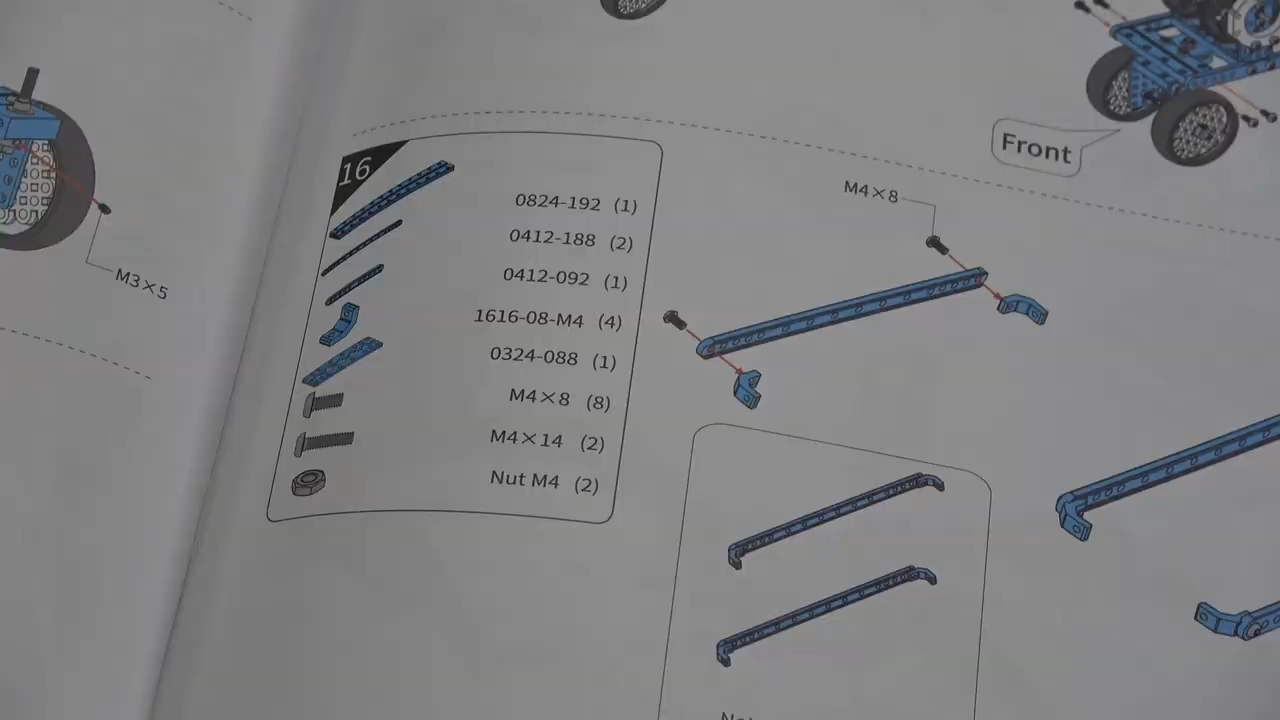 M3×5
16
0824-192 (1)
0412-188 (2)
0412-092 (1)
1616-08-M4 (4)
0324-088 (1)
M4×8 (8)
M4×14 (2)
Nut M4 (2)
Front
M4×8